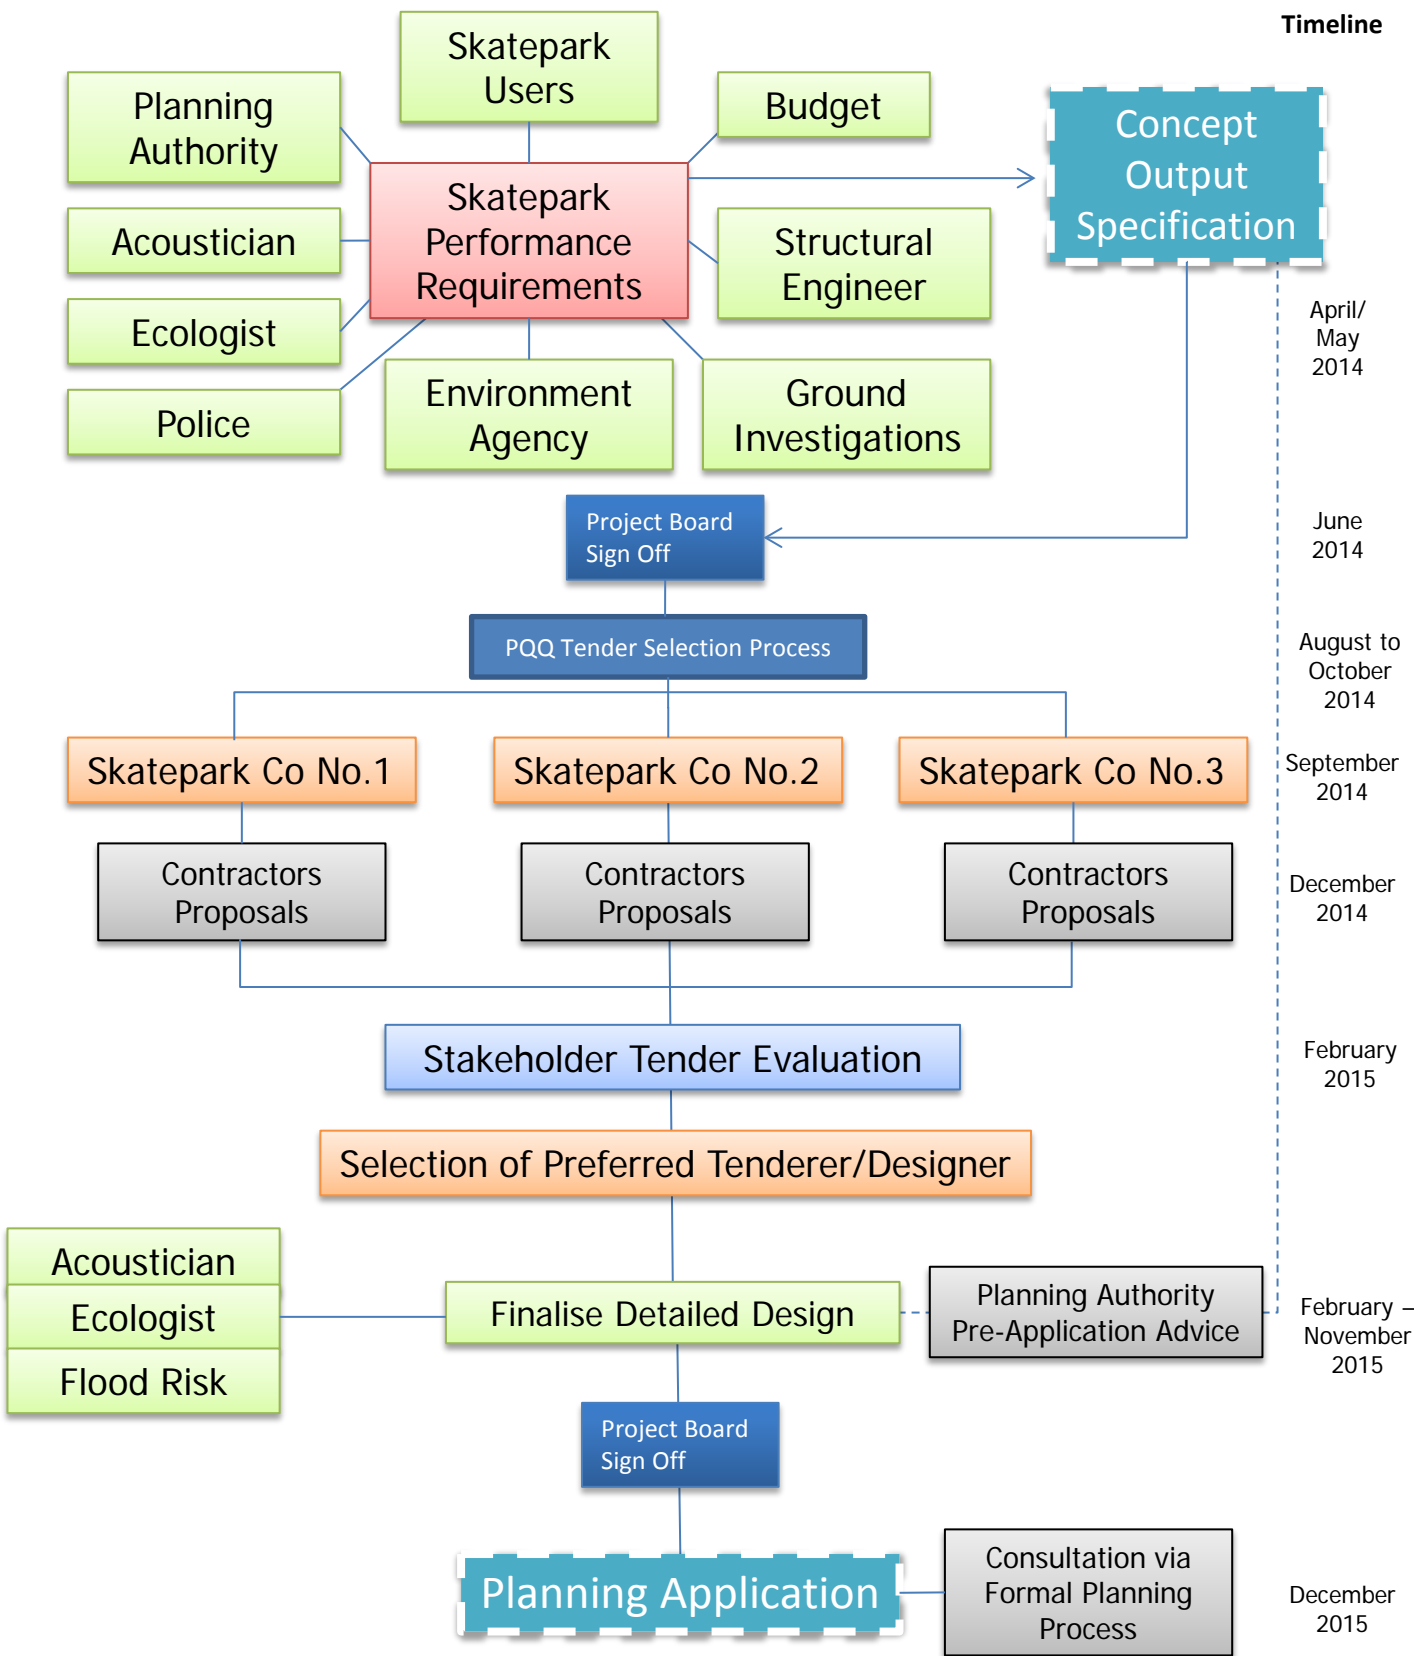 Timeline
Skatepark
Users
Planning
Authority
Budget
Concept
Output
Specification
Skatepark
Performance
Requirements
Acoustician
Structural
Engineer
Ecologist
April/
May
2014
Police
Environment
Agency
Ground
Investigations
Project Board
Sign Off
June
2014
PQQ Tender Selection Process
August to
October
2014
Skatepark Co No.1
Skatepark Co No.2
Skatepark Co No.3
September
2014
Contractors
Proposals
Contractors
Proposals
Contractors
Proposals
December
2014
Stakeholder Tender Evaluation
February
2015
Selection of Preferred Tenderer/Designer
Acoustician
Ecologist
Flood Risk
Finalise Detailed Design
Planning Authority
Pre-Application Advice
February –
November
2015
Project Board
Sign Off
Planning Application
Consultation via
Formal Planning
Process
December
2015